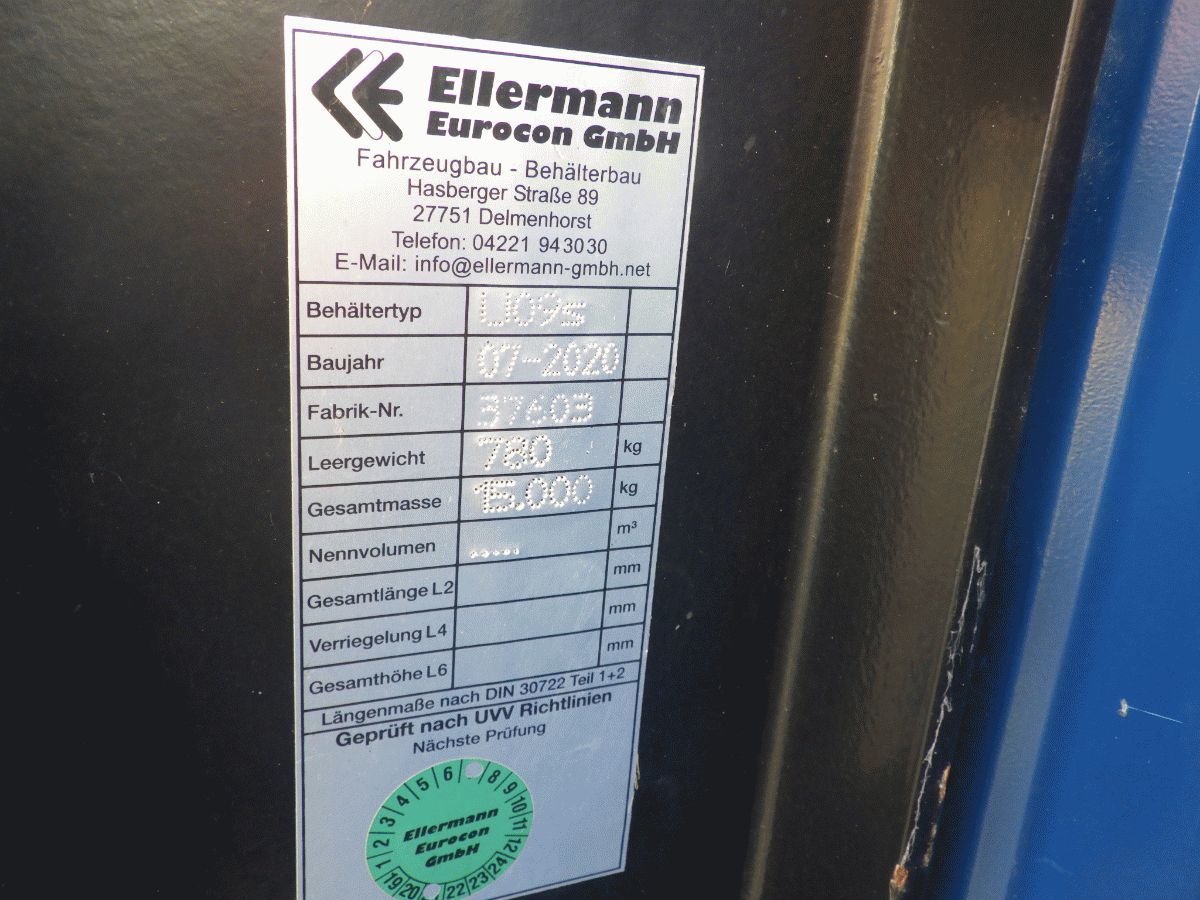 Ellermann
Eurocon GmbH
Fahrzeugbau - Behälterbau
Hasberger Straße 89
27751 Delmenhorst
Telefon: 04221 943030
E-Mail: info@ellermann-gmbh.net
Behältertyp U09s
Baujahr 07-2020
Fabrik-Nr. 37603
Leergewicht 780 kg
Gesamtmasse 15.000 kg
Nennvolumen ..... m³
Gesamtlänge L2 mm
Verriegelung L4 mm
Gesamthöhe L6 mm
Längenmaße nach DIN 30722 Teil 1+2
Geprüft nach UVV Richtlinien
Nächste Prüfung
1 2 3 4 5 6 8 9 10 11 12
Ellermann
Eurocon
GmbH
19 20 22 23 24